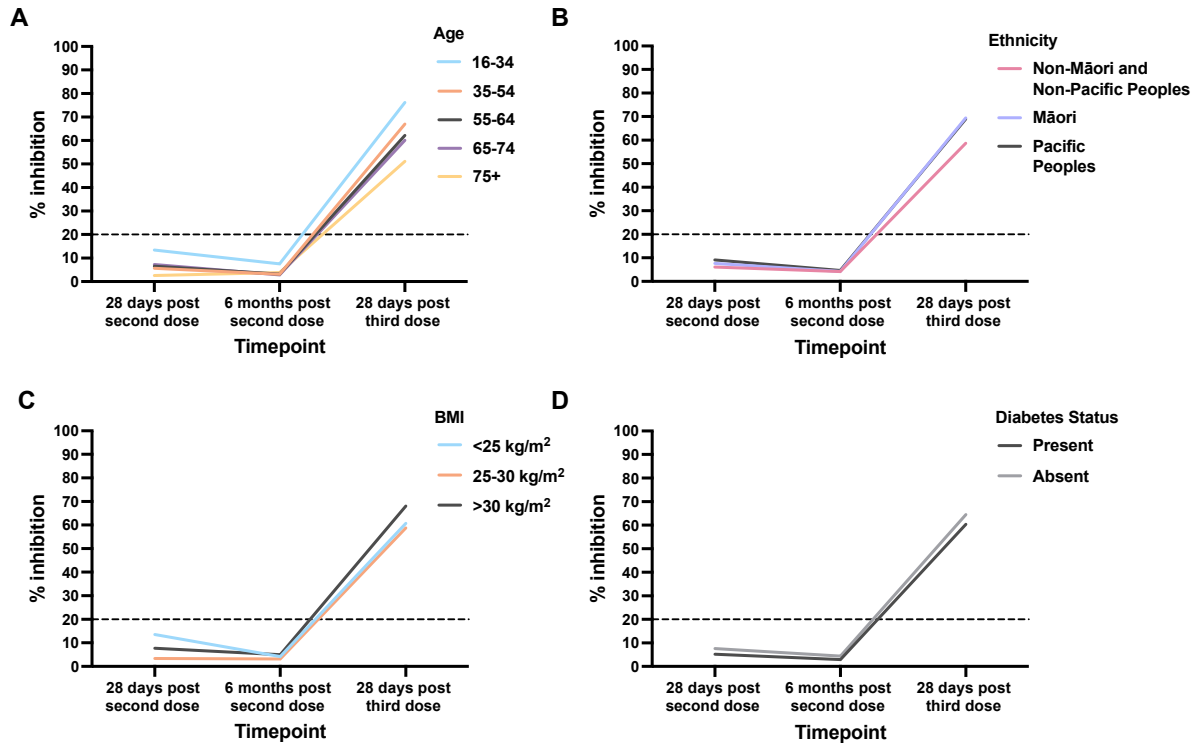 A
Age
16-34
35-54
55-64
65-74
75+
% inhibition
100
90
80
70
60
50
40
30
20
10
0
28 days post
second dose
6 months post
second dose
28 days post
third dose
Timepoint
B
Ethnicity
Non-Māori and
Non-Pacific Peoples
Māori
Pacific
Peoples
% inhibition
100
90
80
70
60
50
40
30
20
10
0
28 days post
second dose
6 months post
second dose
28 days post
third dose
Timepoint
C
BMI
<25 kg/m²
25-30 kg/m²
>30 kg/m²
% inhibition
100
90
80
70
60
50
40
30
20
10
0
28 days post
second dose
6 months post
second dose
28 days post
third dose
Timepoint
D
Diabetes Status
Present
Absent
% inhibition
100
90
80
70
60
50
40
30
20
10
0
28 days post
second dose
6 months post
second dose
28 days post
third dose
Timepoint